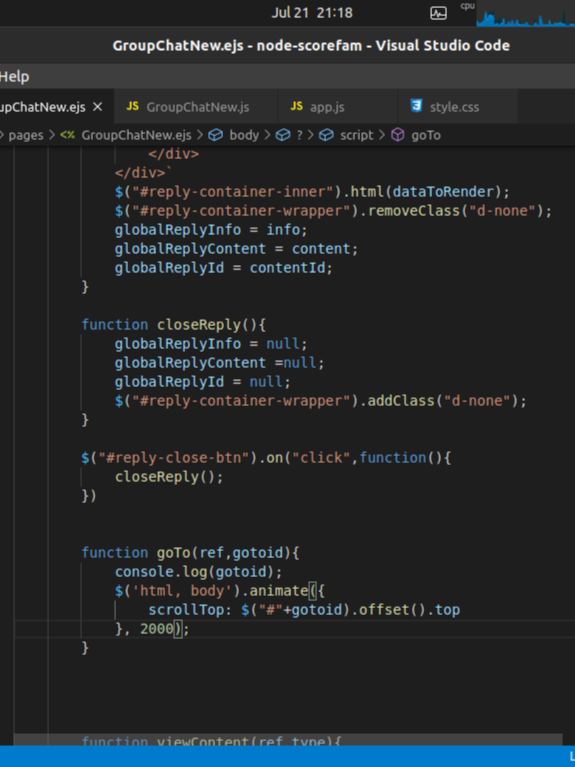 Jul 21 21:18
cpu
GroupChatNew.ejs - node-scorefam - Visual Studio Code
Help
upChatNew.ejs ×
JS GroupChatNew.js
JS app.js
style.css
pages > <% GroupChatNew.ejs > body > ? > script > goTo
</div>
</div>`
$("#reply-container-inner").html(dataToRender);
$("#reply-container-wrapper").removeClass("d-none");
globalReplyInfo = info;
globalReplyContent = content;
globalReplyId = contentId;
}
function closeReply(){
globalReplyInfo = null;
globalReplyContent =null;
globalReplyId = null;
$("#reply-container-wrapper").addClass("d-none");
}
$("#reply-close-btn").on("click",function(){
closeReply();
})
function goTo(ref,gotoid){
console.log(gotoid);
$('html, body').animate({
scrollTop: $("#"+gotoid).offset().top
}, 2000);
}
function viewContent(ref,type){
L